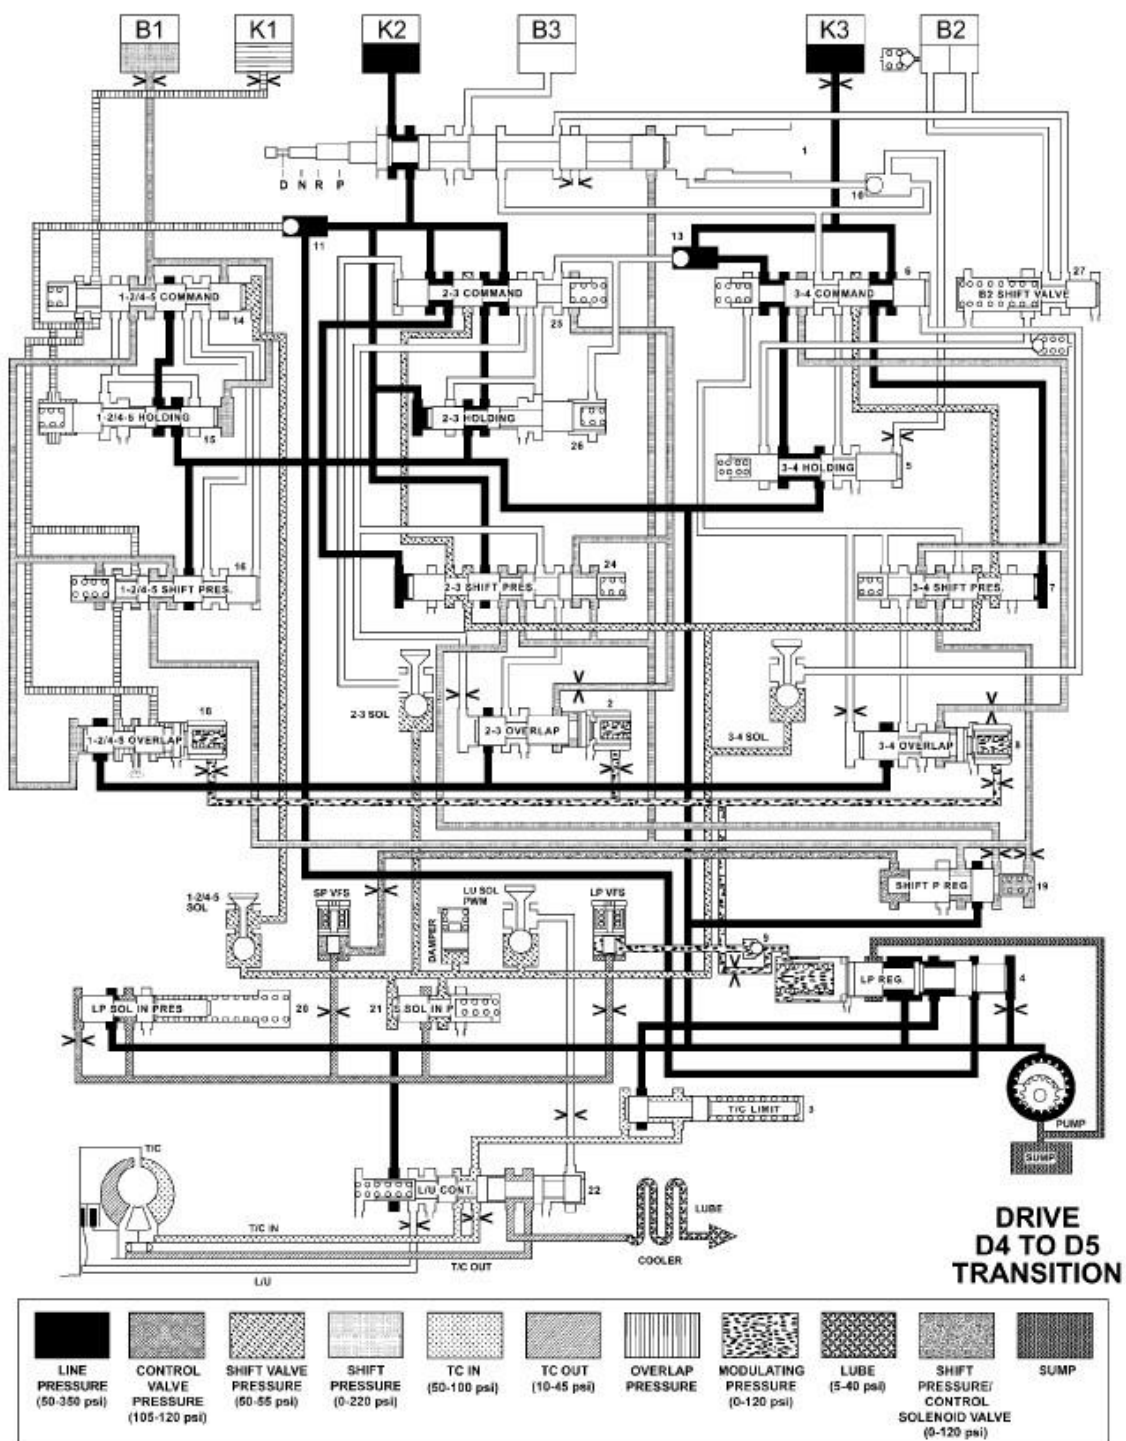 B1
K1
K2
B3
K3
B2
1
D N R P
10
11
13
6
27
1-2/4-5 COMMAND
14
2-3 COMMAND
25
3-4 COMMAND
B2 SHIFT VALVE
1-2/4-5 HOLDING
15
2-3 HOLDING
26
3-4 HOLDING
5
16
1-2/4-5 SHIFT PRES.
24
2-3 SHIFT PRES.
3-4 SHIFT PRES.
7
2-3 SOL
3-4 SOL.
18
1-2/4-5 OVERLAP
2
2-3 OVERLAP
3-4 OVERLAP
8
SHIFT P REG
19
1-2/4-5
SOL
SP VFS
DAMPER
LU SOL
PWM
LP VFS
9
LP REG.
4
LP SOL IN PRES
20
21
S SOL IN P
T/C LIMIT
3
PUMP
SUMP
T/C
L/U CONT.
22
T/C IN
T/C OUT
L/U
LUBE
COOLER
DRIVE
D4 TO D5
TRANSITION
LINE
PRESSURE
(50-350 psi)
CONTROL
VALVE
PRESSURE
(105-120 psi)
SHIFT VALVE
PRESSURE
(50-55 psi)
SHIFT
PRESSURE
(0-220 psi)
TC IN
(50-100 psi)
TC OUT
(10-45 psi)
OVERLAP
PRESSURE
MODULATING
PRESSURE
(0-120 psi)
LUBE
(5-40 psi)
SHIFT
PRESSURE/
CONTROL
SOLENOID VALVE
(0-120 psi)
SUMP